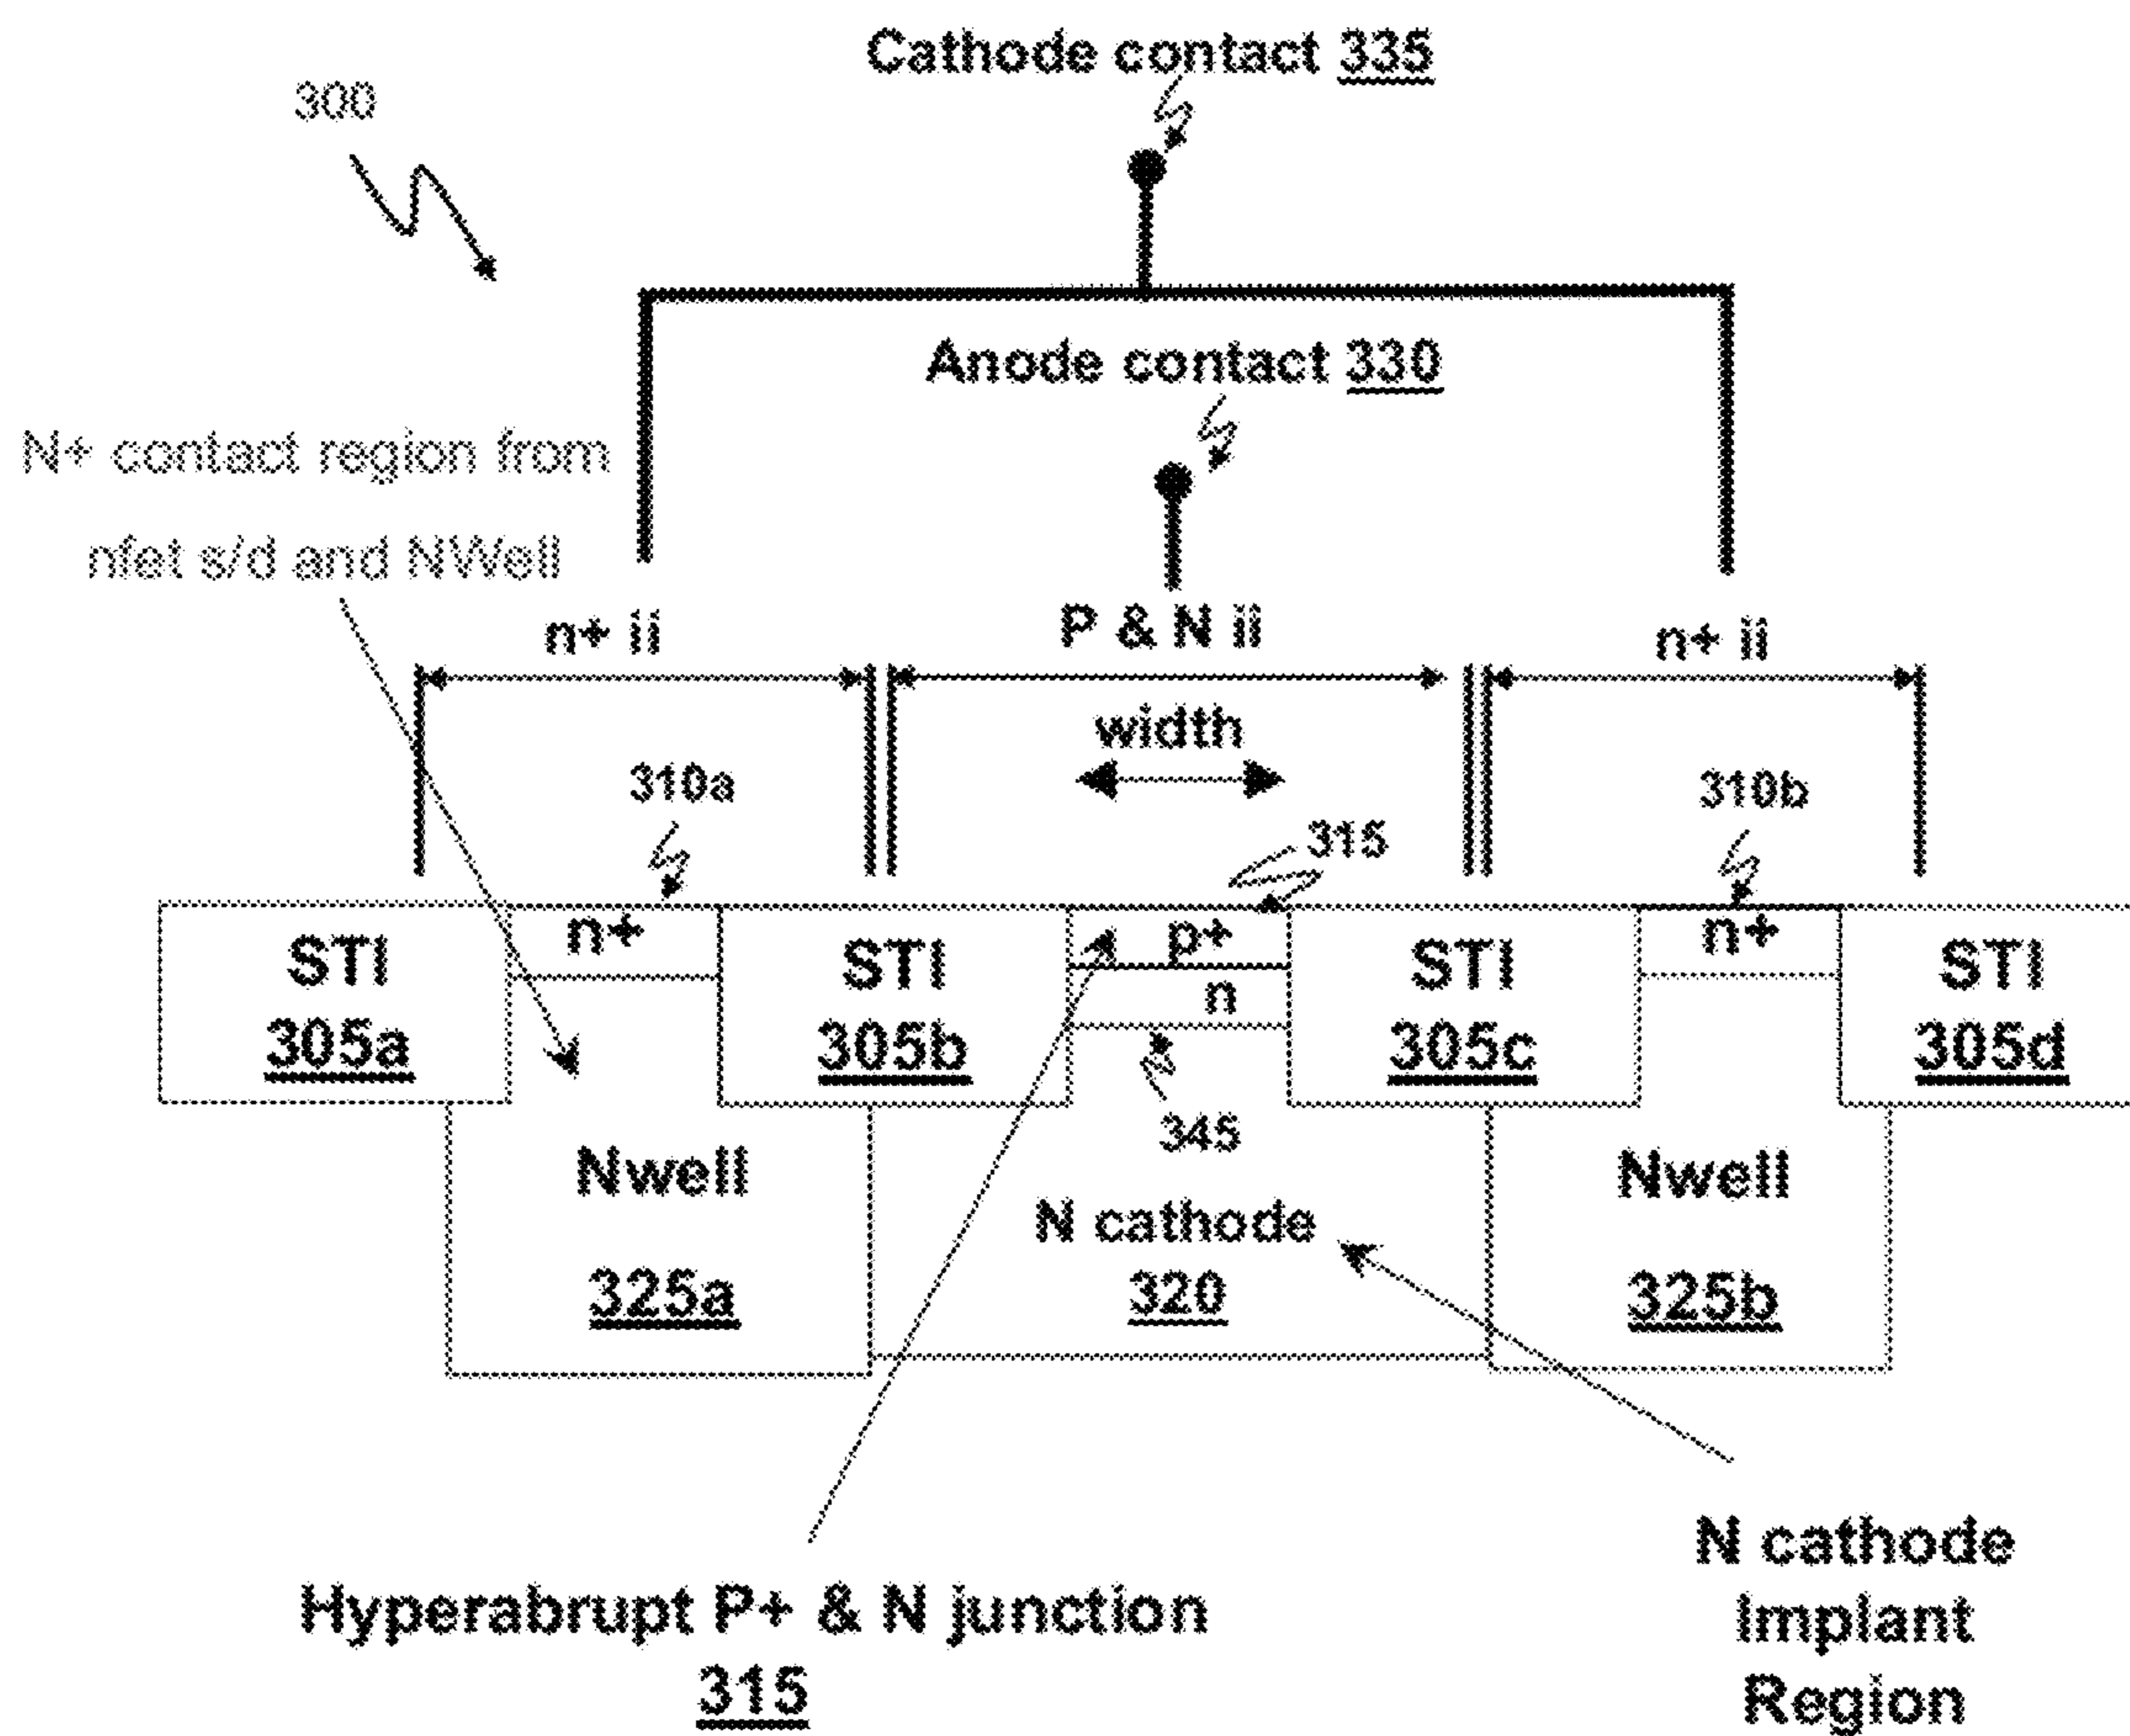 Cathode contact 335
300
Anode contact 330
N+ contact region from
nfet s/d and NWell
n+ ii
P & N ii
n+ ii
width
310a
310b
315
n+
p+
n+
STI
STI
STI
STI
n
305a
305b
305c
305d
345
Nwell
Nwell
N cathode
325a
320
325b
Hyperabrupt P+ & N junction
315
N cathode
Implant
Region